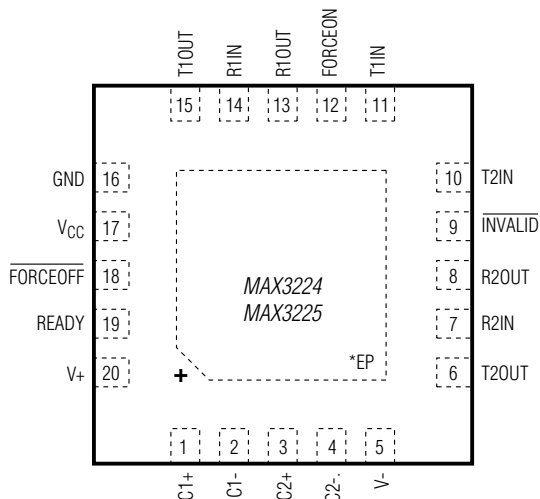 T1OUT
R1IN
R1OUT
FORCEON
T1IN
15 14 13 12 11
GND 16
10 T2IN
VCC 17
9 INVALID
FORCEOFF 18
8 R2OUT
READY 19
7 R2IN
V+ 20
6 T2OUT
MAX3224
MAX3225
*EP
+
1 2 3 4 5
C1+
C1-
C2+
C2-.
V-